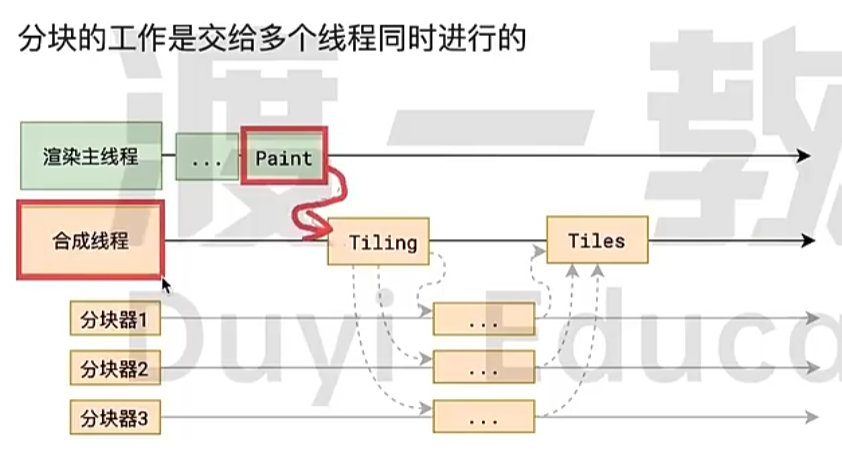 分块的工作是交给多个线程同时进行的
渡一教
渲染主线程
...
Paint
合成线程
Tiling
Tiles
分块器1
...
分块器2
...
分块器3
...
Duyi Educa